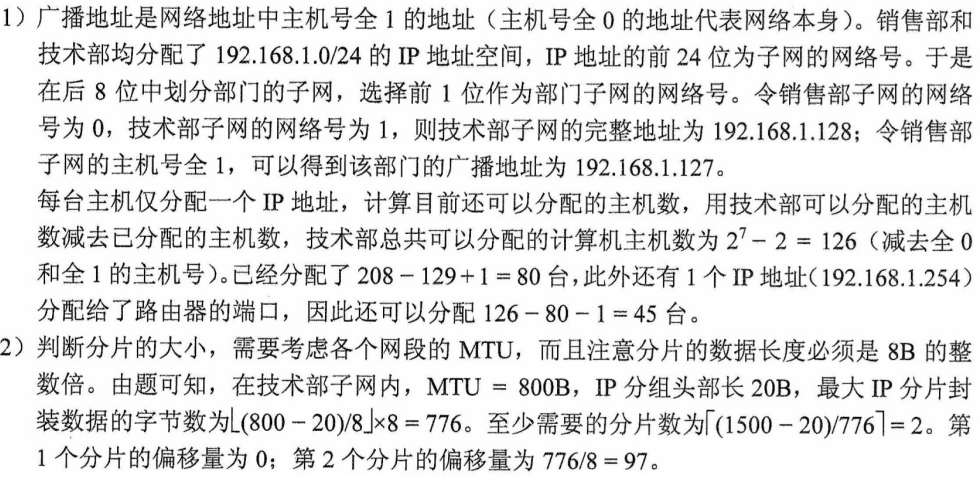 1）广播地址是网络地址中主机号全 1 的地址（主机号全 0 的地址代表网络本身）。销售部和
技术部均分配了 192.168.1.0/24 的 IP 地址空间，IP 地址的前 24 位为子网的网络号。于是
在后 8 位中划分部门的子网，选择前 1 位作为部门子网的网络号。令销售部子网的网络
号为 0，技术部子网的网络号为 1，则技术部子网的完整地址为 192.168.1.128；令销售部
子网的主机号全 1，可以得到该部门的广播地址为 192.168.1.127。
每台主机仅分配一个 IP 地址，计算目前还可以分配的主机数，用技术部可以分配的主机
数减去已分配的主机数，技术部总共可以分配的计算机主机数为 2⁷ − 2 = 126（减去全 0
和全 1 的主机号）。已经分配了 208 − 129 + 1 = 80 台，此外还有 1 个 IP 地址（192.168.1.254）
分配给了路由器的端口，因此还可以分配 126 − 80 − 1 = 45 台。
2）判断分片的大小，需要考虑各个网段的 MTU，而且注意分片的数据长度必须是 8B 的整
数倍。由题可知，在技术部子网内，MTU = 800B，IP 分组头部长 20B，最大 IP 分片封
装数据的字节数为⌊(800 − 20)/8⌋×8 = 776。至少需要的分片数为⌈(1500 − 20)/776⌉ = 2。第
1 个分片的偏移量为 0；第 2 个分片的偏移量为 776/8 = 97。